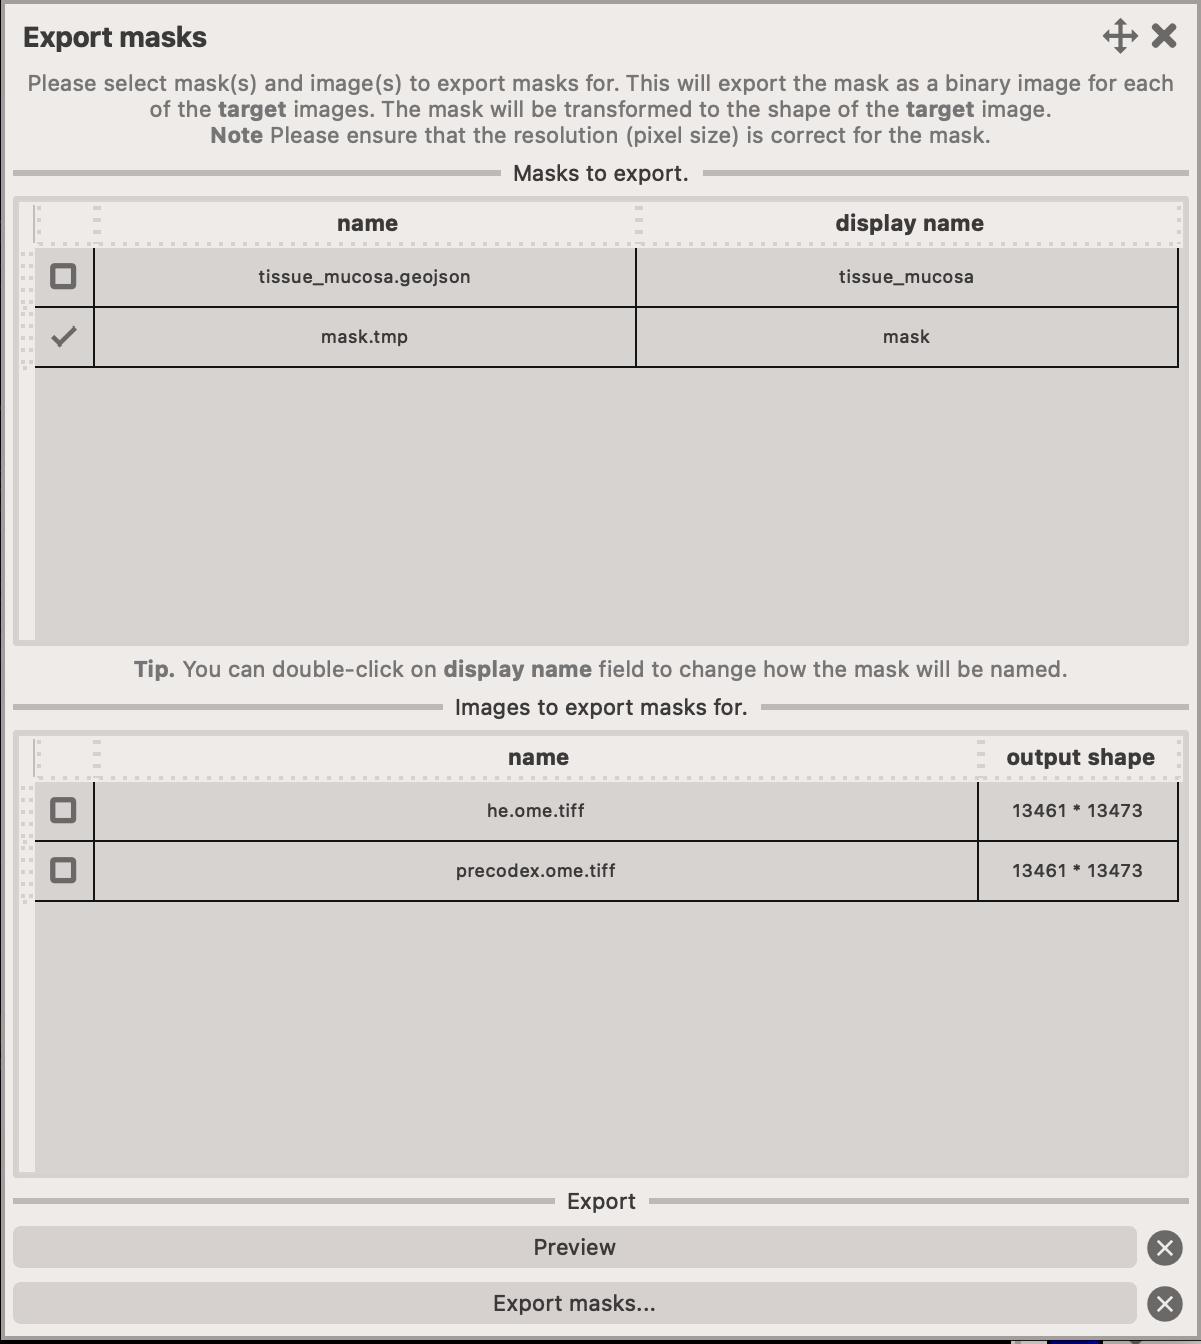 Export masks
Please select mask(s) and image(s) to export masks for. This will export the mask as a binary image for each
of the target images. The mask will be transformed to the shape of the target image.
Note Please ensure that the resolution (pixel size) is correct for the mask.
Masks to export.
name display name
tissue_mucosa.geojson tissue_mucosa
mask.tmp mask
Tip. You can double-click on display name field to change how the mask will be named.
Images to export masks for.
name output shape
he.ome.tiff 13461 * 13473
precodex.ome.tiff 13461 * 13473
Export
Preview
Export masks...